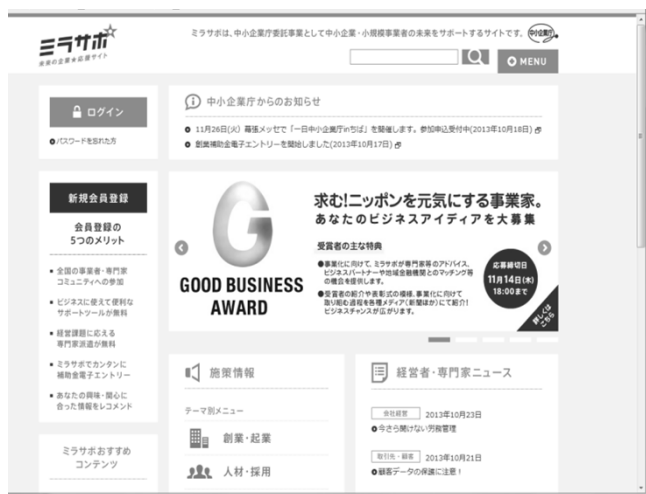 ミラサポ
未来の企業★応援サイト
ミラサポは、中小企業庁委託事業として中小企業・小規模事業者の未来をサポートするサイトです。
中小企業庁
MENU
ログイン
パスワードを忘れた方
中小企業庁からのお知らせ
11月26日(火) 幕張メッセで「一日中小企業庁inちば」を開催します。参加申込受付中(2013年10月18日)
創業補助金電子エントリーを開始しました(2013年10月17日)
新規会員登録
会員登録の
5つのメリット
全国の事業者・専門家
コミュニティへの参加
ビジネスに使えて便利な
サポートツールが無料
経営課題に応える
専門家派遣が無料
ミラサポでカンタンに
補助金電子エントリー
あなたの興味・関心に
合った情報をレコメンド
ミラサポおすすめ
コンテンツ
G
GOOD BUSINESS
AWARD
求む!ニッポンを元気にする事業家。
あなたのビジネスアイディアを大募集
受賞者の主な特典
●事業化に向けて、ミラサポが専門家等のアドバイス、
ビジネスパートナーや地域金融機関とのマッチング等
の機会を提供します。
●受賞者の紹介や表彰式の模様、事業化に向けて
取り組む過程を各種メディア(新聞ほか)にて紹介!
ビジネスチャンスが広がります。
応募締切日
11月14日(木)
18:00まで
詳しくは
こちら
施策情報
テーマ別メニュー
創業・起業
人材・採用
経営者・専門家ニュース
会社経営 2013年10月23日
今さら聞けない労務管理
取引先・顧客 2013年10月21日
顧客データの保護に注意!